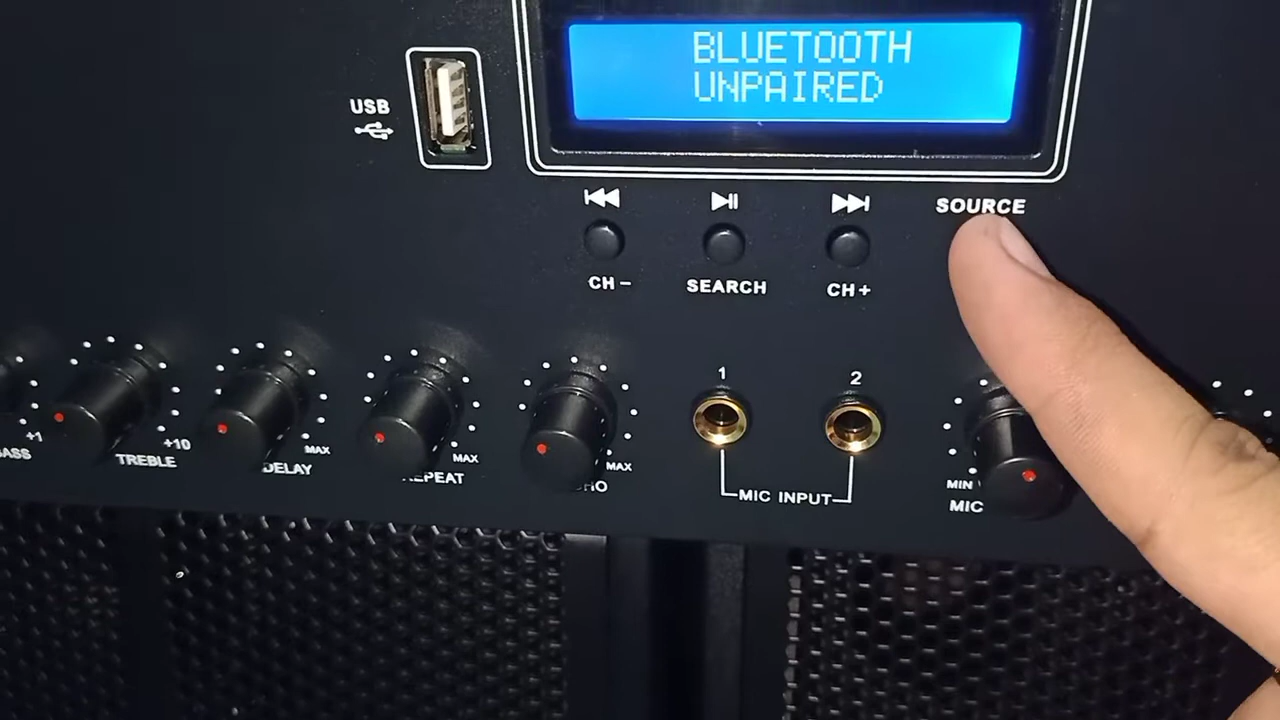 BLUETOOTH
UNPAIRED
USB
SOURCE
CH -
SEARCH
CH +
1
2
+10
MAX
MAX
MAX
TREBLE
DELAY
MIC INPUT
MIN
MIC